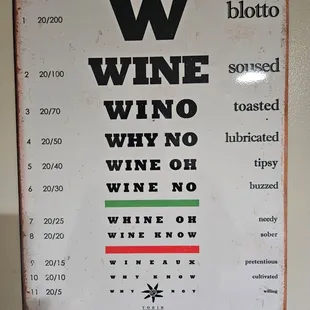 1 20/200 W blotto
2 20/100 WINE soused
3 20/70 WINO toasted
4 20/50 WHY NO lubricated
5 20/40 WINE OH tipsy
6 20/30 WINE NO buzzed
7 20/25 WHINE OH needy
8 20/20 WINE KNOW sober
9 20/15 WINEAUX pretentious
10 20/10 WHY KNOW cultivated
11 20/5 WHY NOT willing